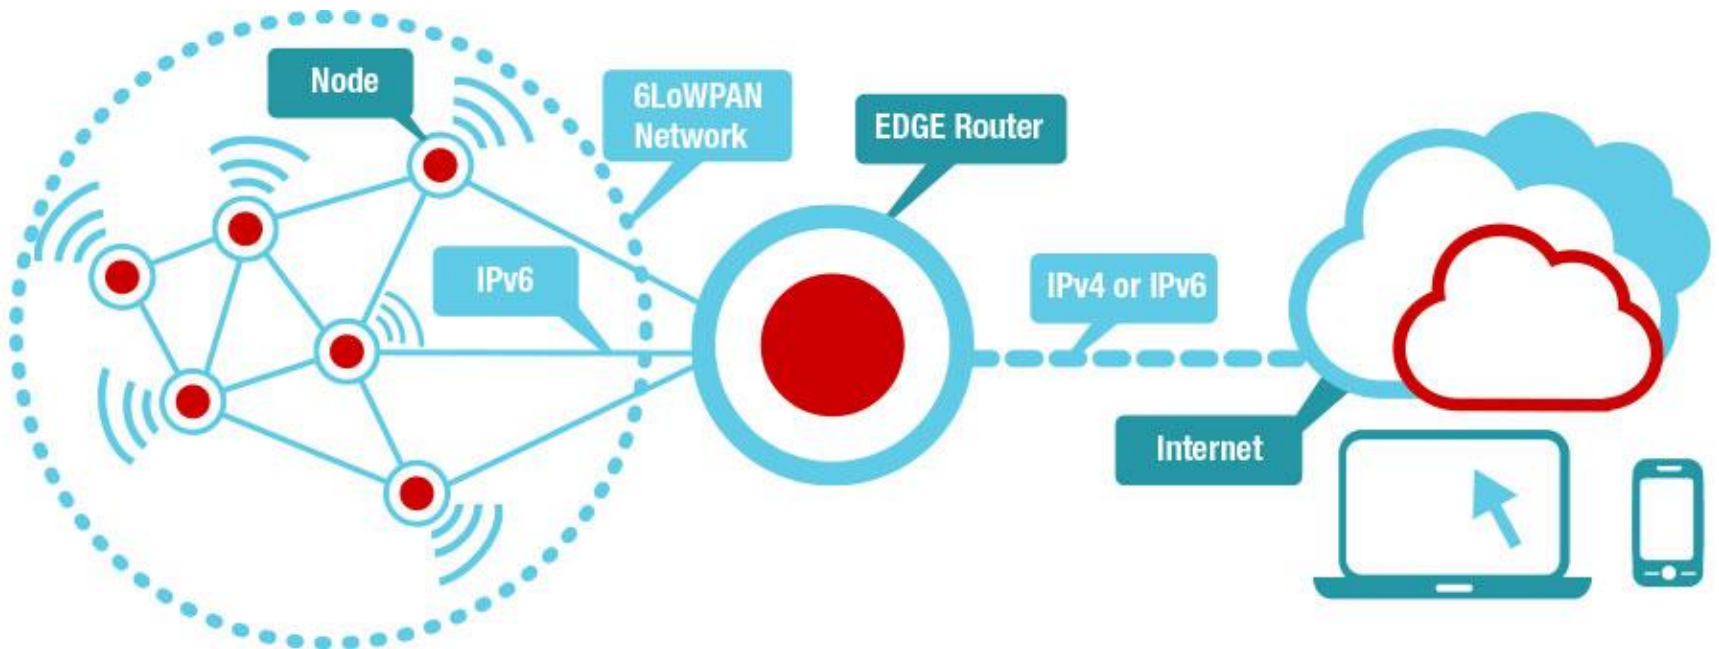 Node
6LoWPAN
Network
EDGE Router
IPv6
IPv4 or IPv6
Internet